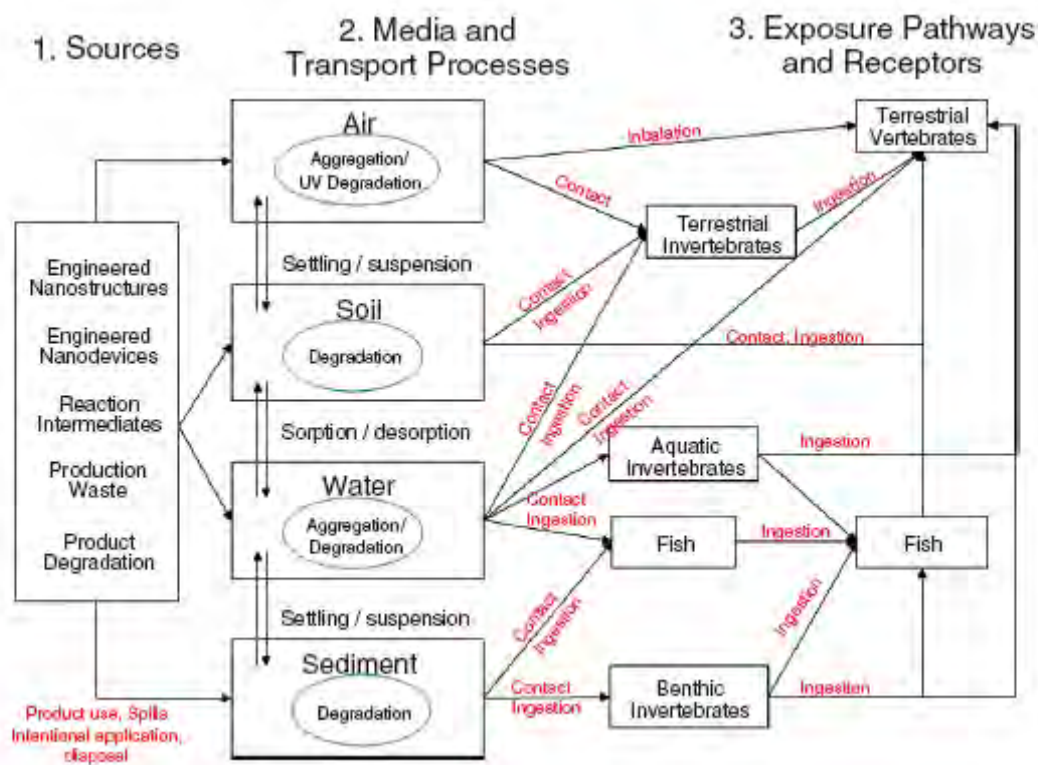 1. Sources
2. Media and
Transport Processes
3. Exposure Pathways
and Receptors
Engineered
Nanostructures
Engineered
Nanodevices
Reaction
Intermediates
Production
Waste
Product
Degradation
Product use, Spills
Intentional application,
disposal
Air
Aggregation/
UV Degradation
Settling / suspension
Soil
Degradation
Sorption / desorption
Water
Aggregation/
Degradation
Settling / suspension
Sediment
Degradation
Inhalation
Contact
Contact
Ingestion
Contact
Ingestion
Contact
Ingestion
Contact, Ingestion
Ingestion
Contact
Ingestion
Contact
Ingestion
Contact
Ingestion
Terrestrial
Invertebrates
Aquatic
Invertebrates
Fish
Benthic
Invertebrates
Ingestion
Ingestion
Ingestion
Ingestion
Terrestrial
Vertebrates
Fish